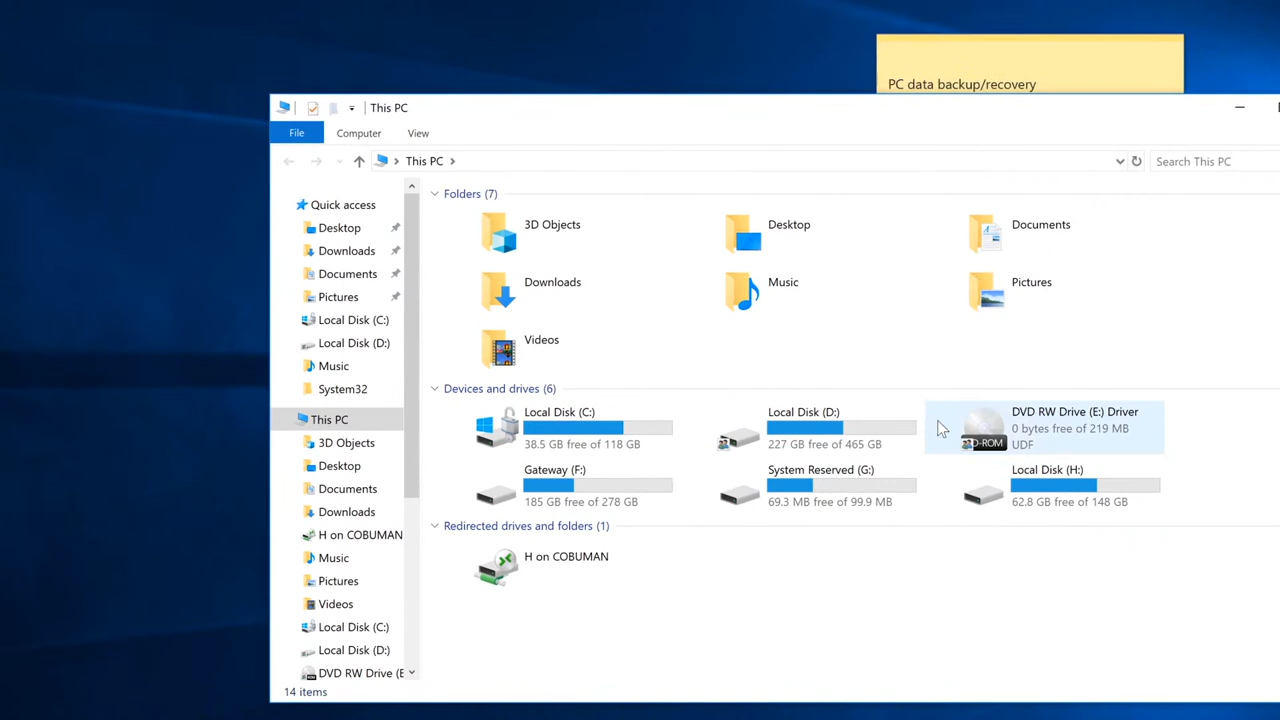 PC data backup/recovery
This PC
File
Computer
View
This PC
Search This PC
Quick access
Desktop
Downloads
Documents
Pictures
Local Disk (C:)
Local Disk (D:)
Music
System32
This PC
3D Objects
Desktop
Documents
Downloads
H on COBUMAN
Music
Pictures
Videos
Local Disk (C:)
Local Disk (D:)
DVD RW Drive (E
Folders (7)
3D Objects
Desktop
Documents
Downloads
Music
Pictures
Videos
Devices and drives (6)
Local Disk (C:)
38.5 GB free of 118 GB
Local Disk (D:)
227 GB free of 465 GB
DVD RW Drive (E:) Driver
0 bytes free of 219 MB
UDF
D-ROM
Gateway (F:)
185 GB free of 278 GB
System Reserved (G:)
69.3 MB free of 99.9 MB
Local Disk (H:)
62.8 GB free of 148 GB
Redirected drives and folders (1)
H on COBUMAN
14 items